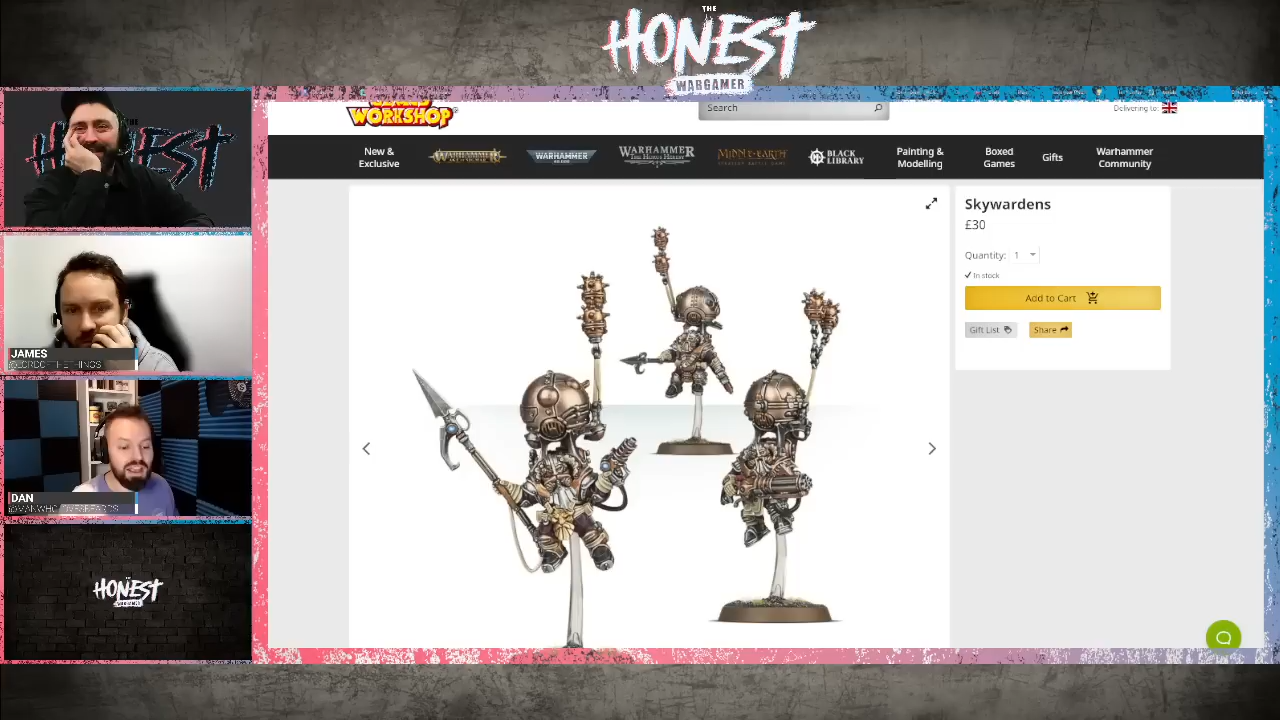 THE
HONEST
WARGAMER
WORKSHOP
Search
Delivering to:
New &
Exclusive
WARHAMMER
WARHAMMER
WARHAMMER
THE HORUS HERESY
MIDDLE-EARTH
BLACK
LIBRARY
Painting &
Modelling
Boxed
Games
Gifts
Warhammer
Community
Skywardens
£30
Quantity: 1
In stock
Add to Cart
Gift List
Share
JAMES
DAN
HONEST
WARGAMER